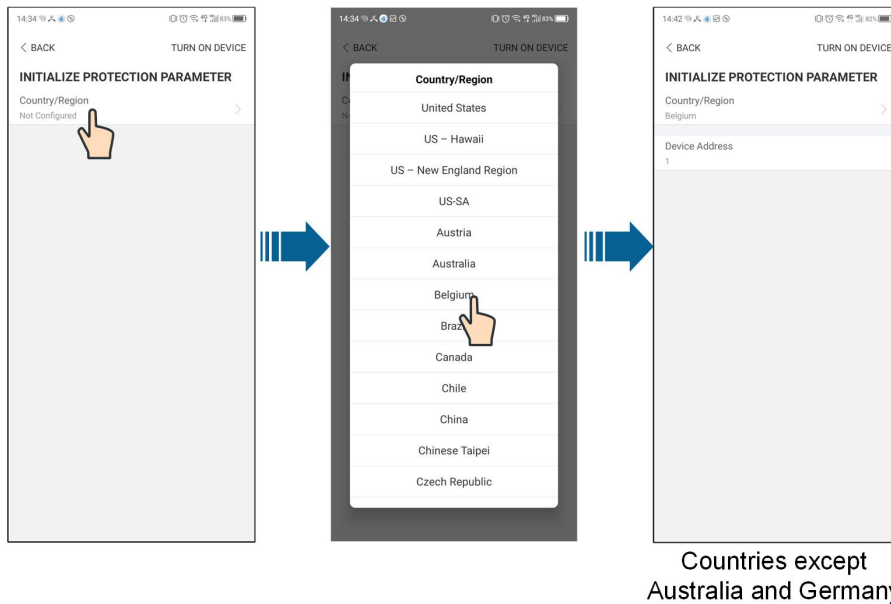 14:34
83%
BACK
TURN ON DEVICE
INITIALIZE PROTECTION PARAMETER
Country/Region
Not Configured
14:34
83%
BACK
TURN ON DEVICE
Country/Region
United States
US – Hawaii
US – New England Region
US-SA
Austria
Australia
Belgium
Canada
Chile
China
Chinese Taipei
Czech Republic
14:42
82%
BACK
TURN ON DEVICE
INITIALIZE PROTECTION PARAMETER
Country/Region
Belgium
Device Address
1
Countries except
Australia and Germany